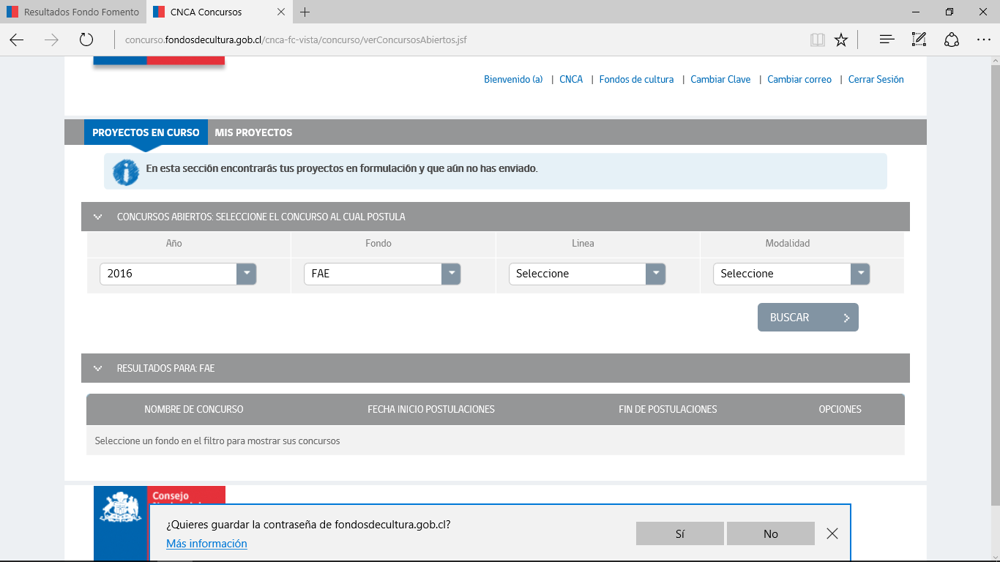 Resultados Fondo Fomento
CNCA Concursos
concurso.fondosdecultura.gob.cl/cnca-fc-vista/concurso/verConcursosAbiertos.jsf
Bienvenido (a) | CNCA | Fondos de cultura | Cambiar Clave | Cambiar correo | Cerrar Sesión
PROYECTOS EN CURSO MIS PROYECTOS
En esta sección encontrarás tus proyectos en formulación y que aún no has enviado.
CONCURSOS ABIERTOS: SELECCIONE EL CONCURSO AL CUAL POSTULA
Año Fondo Linea Modalidad
2016 FAE Seleccione Seleccione
BUSCAR
RESULTADOS PARA: FAE
NOMBRE DE CONCURSO FECHA INICIO POSTULACIONES FIN DE POSTULACIONES OPCIONES
Seleccione un fondo en el filtro para mostrar sus concursos
Consejo
¿Quieres guardar la contraseña de fondosdecultura.gob.cl?
Más información
Sí No